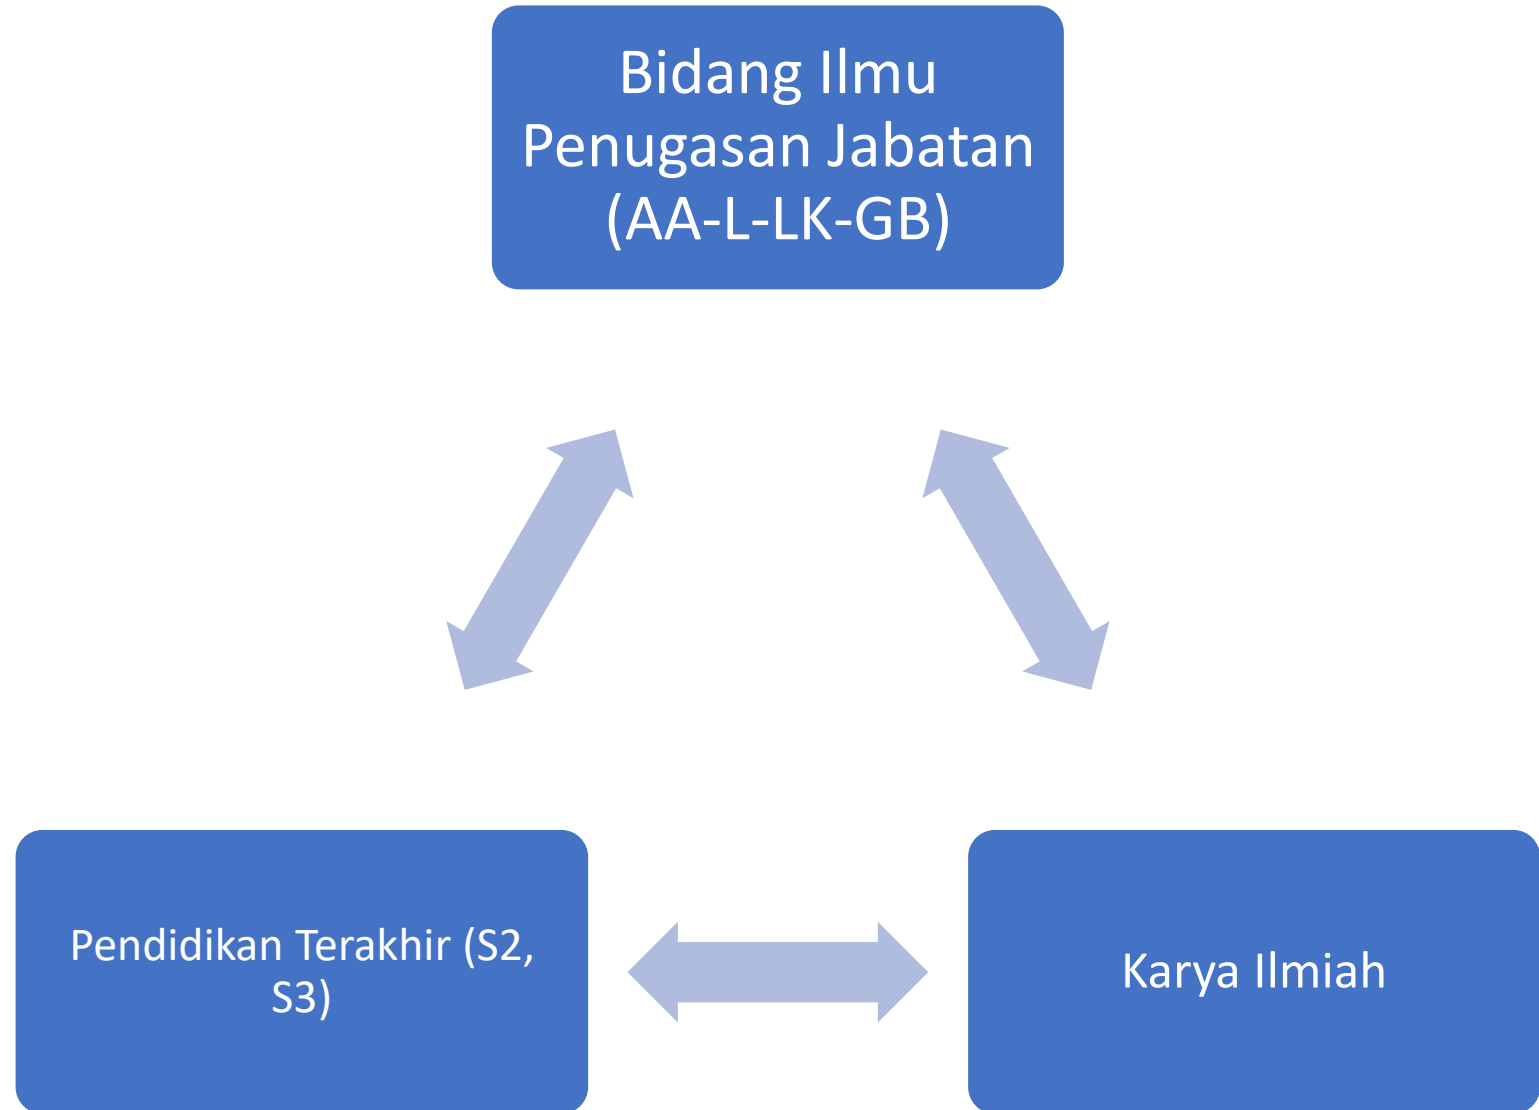 Bidang Ilmu
Penugasan Jabatan
(AA-L-LK-GB)
Pendidikan Terakhir (S2,
S3)
Karya Ilmiah